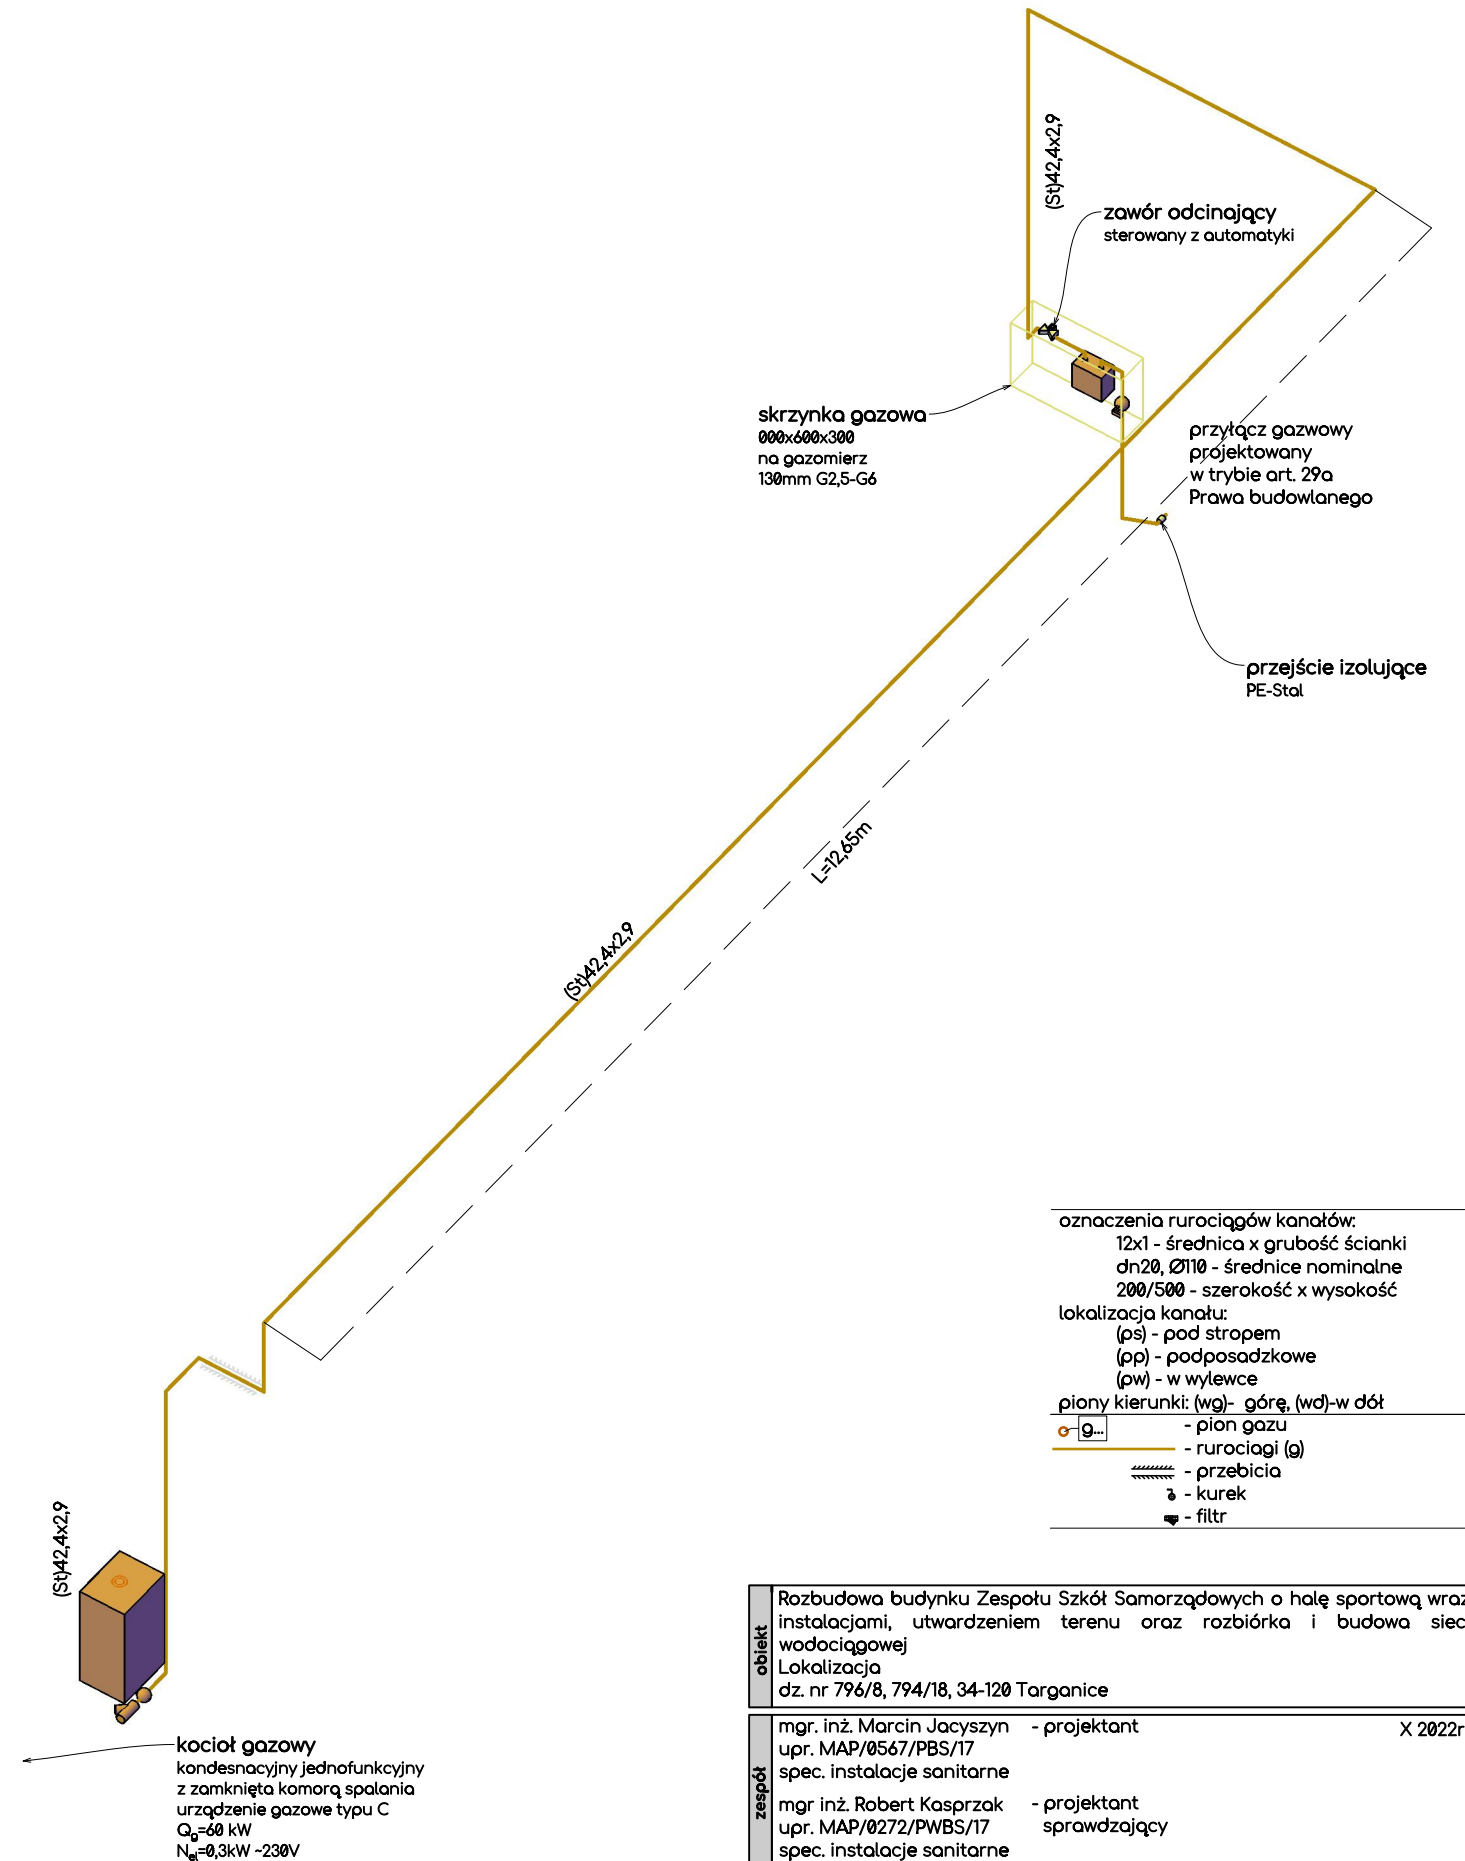 (St)42,4x2,9
zawór odcinający
sterowany z automatyki
skrzynka gazowa
000x600x300
na gazomierz
130mm G2,5-G6
przyłącz gazwowy
projektowany
w trybie art. 29a
Prawa budowlanego
przejście izolujące
PE-Stal
L=12,65m
(St)42,4x2,9
(St)42,4x2,9
kocioł gazowy
kondesnacyjny jednofunkcyjny
z zamknięta komorą spalania
urządzenie gazowe typu C
Qg=60 kW
Nel=0,3kW ~230V
oznaczenia rurociągów kanałów:
12x1 - średnica x grubość ścianki
dn20, Ø110 - średnice nominalne
200/500 - szerokość x wysokość
lokalizacja kanału:
(ps) - pod stropem
(pp) - podposadzkowe
(pw) - w wylewce
piony kierunki: (wg)- górę, (wd)-w dół
g... - pion gazu
- rurociagi (g)
- przebicia
- kurek
- filtr
obiekt
Rozbudowa budynku Zespołu Szkół Samorządowych o halę sportową wraz
instalacjami, utwardzeniem terenu oraz rozbiórka i budowa siec
wodociągowej
Lokalizacja
dz. nr 796/8, 794/18, 34-120 Targanice
zespół
mgr. inż. Marcin Jacyszyn - projektant X 2022r
upr. MAP/0567/PBS/17
spec. instalacje sanitarne
mgr inż. Robert Kasprzak - projektant
upr. MAP/0272/PWBS/17 sprawdzający
spec. instalacje sanitarne